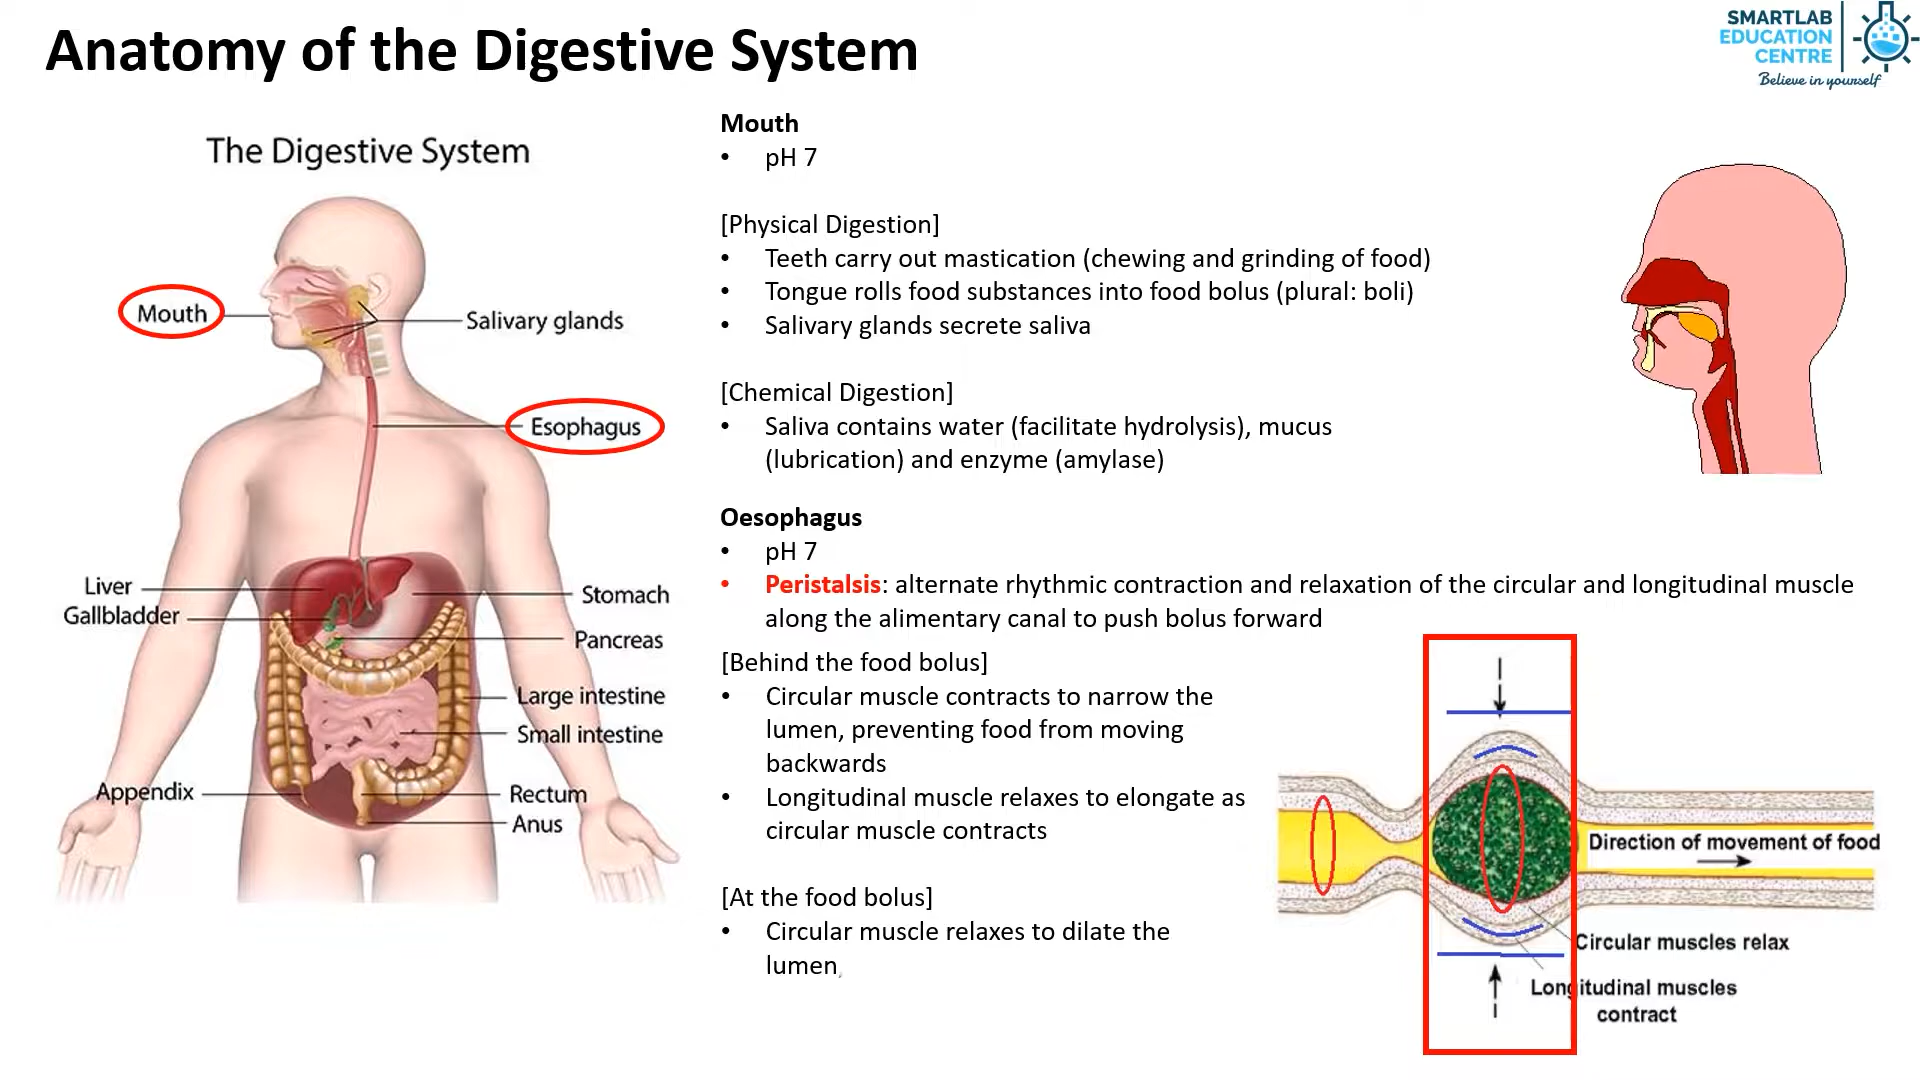 Anatomy of the Digestive System
SMARTLAB
EDUCATION
CENTRE
Believe in yourself
The Digestive System
Mouth
Salivary glands
Esophagus
Liver
Gallbladder
Stomach
Pancreas
Large intestine
Small intestine
Appendix
Rectum
Anus
Mouth
• pH 7
[Physical Digestion]
• Teeth carry out mastication (chewing and grinding of food)
• Tongue rolls food substances into food bolus (plural: boli)
• Salivary glands secrete saliva
[Chemical Digestion]
• Saliva contains water (facilitate hydrolysis), mucus
(lubrication) and enzyme (amylase)
Oesophagus
• pH 7
• Peristalsis: alternate rhythmic contraction and relaxation of the circular and longitudinal muscle
along the alimentary canal to push bolus forward
[Behind the food bolus]
• Circular muscle contracts to narrow the
lumen, preventing food from moving
backwards
• Longitudinal muscle relaxes to elongate as
circular muscle contracts
[At the food bolus]
• Circular muscle relaxes to dilate the
lumen,
Direction of movement of food
Circular muscles relax
Longitudinal muscles
contract